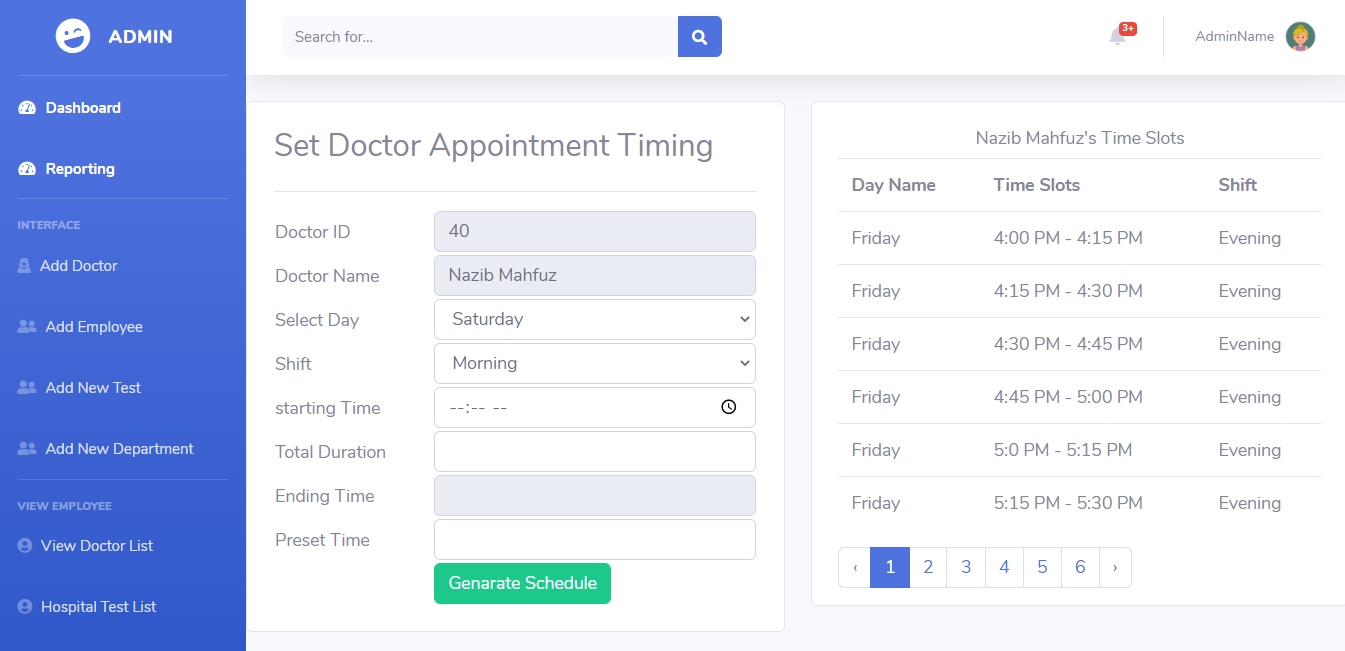 ADMIN
Dashboard
Reporting
INTERFACE
Add Doctor
Add Employee
Add New Test
Add New Department
VIEW EMPLOYEE
View Doctor List
Hospital Test List
Search for...
3+
AdminName
Set Doctor Appointment Timing
Doctor ID 40
Doctor Name Nazib Mahfuz
Select Day Saturday
Shift Morning
starting Time --:-- --
Total Duration
Ending Time
Preset Time
Genarate Schedule
Nazib Mahfuz's Time Slots
Day Name Time Slots Shift
Friday 4:00 PM - 4:15 PM Evening
Friday 4:15 PM - 4:30 PM Evening
Friday 4:30 PM - 4:45 PM Evening
Friday 4:45 PM - 5:00 PM Evening
Friday 5:0 PM - 5:15 PM Evening
Friday 5:15 PM - 5:30 PM Evening
‹ 1 2 3 4 5 6 ›